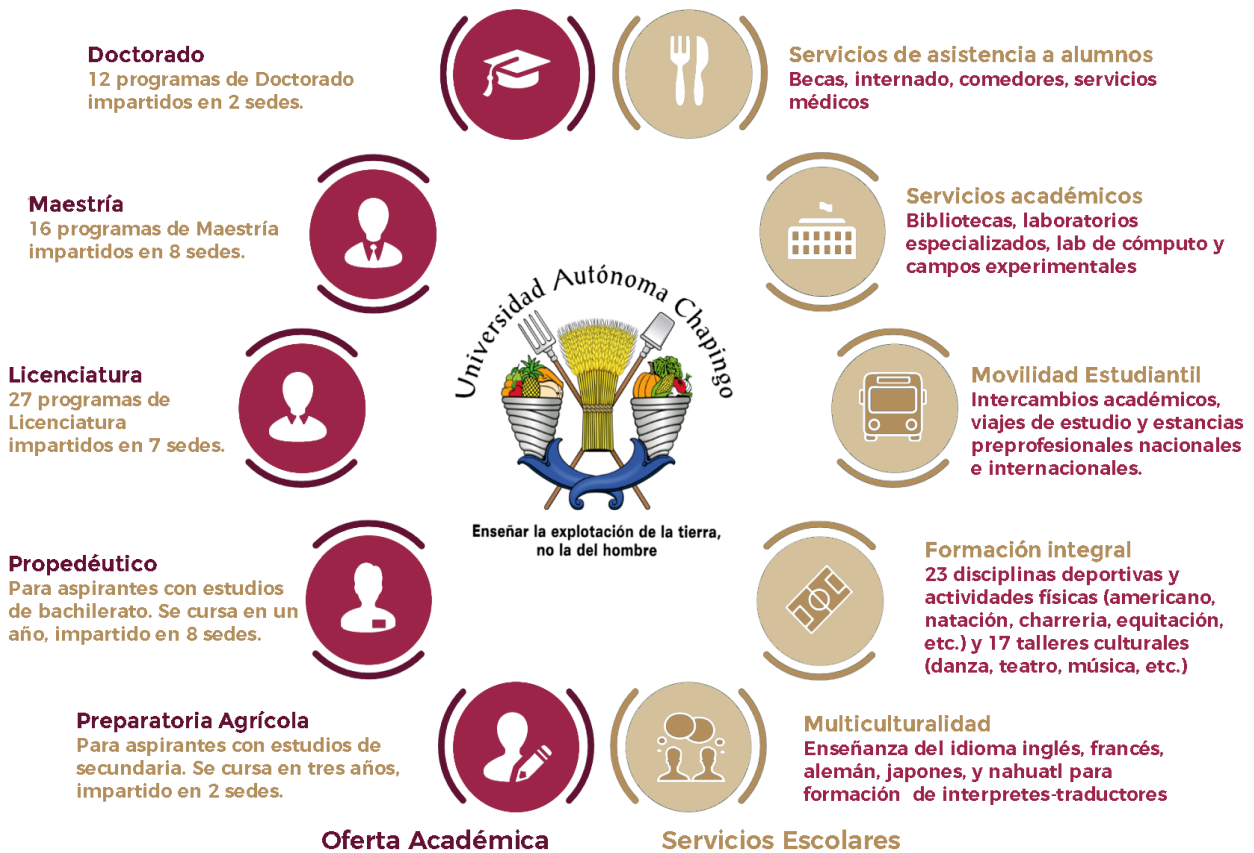 Doctorado
12 programas de Doctorado
impartidos en 2 sedes.
Maestría
16 programas de Maestría
impartidos en 8 sedes.
Licenciatura
27 programas de
Licenciatura
impartidos en 7 sedes.
Propedéutico
Para aspirantes con estudios
de bachilerato. Se cursa en un
año, impartido en 8 sedes.
Preparatoria Agrícola
Para aspirantes con estudios de
secundaria. Se cursa en tres años,
impartido en 2 sedes.
Oferta Académica
Universidad Autónoma Chapingo
Enseñar la explotación de la tierra,
no la del hombre
Servicios de asistencia a alumnos
Becas, internado, comedores, servicios
médicos
Servicios académicos
Bibliotecas, laboratorios
especializados, lab de cómputo y
campos experimentales
Movilidad Estudiantil
Intercambios académicos,
viajes de estudio y estancias
preprofesionales nacionales
e internacionales.
Formación integral
23 disciplinas deportivas y
actividades físicas (americano,
natación, charreria, equitación,
etc.) y 17 talleres culturales
(danza, teatro, música, etc.)
Multiculturalidad
Enseñanza del idioma inglés, francés,
alemán, japones, y nahuatl para
formación de interpretes-traductores
Servicios Escolares